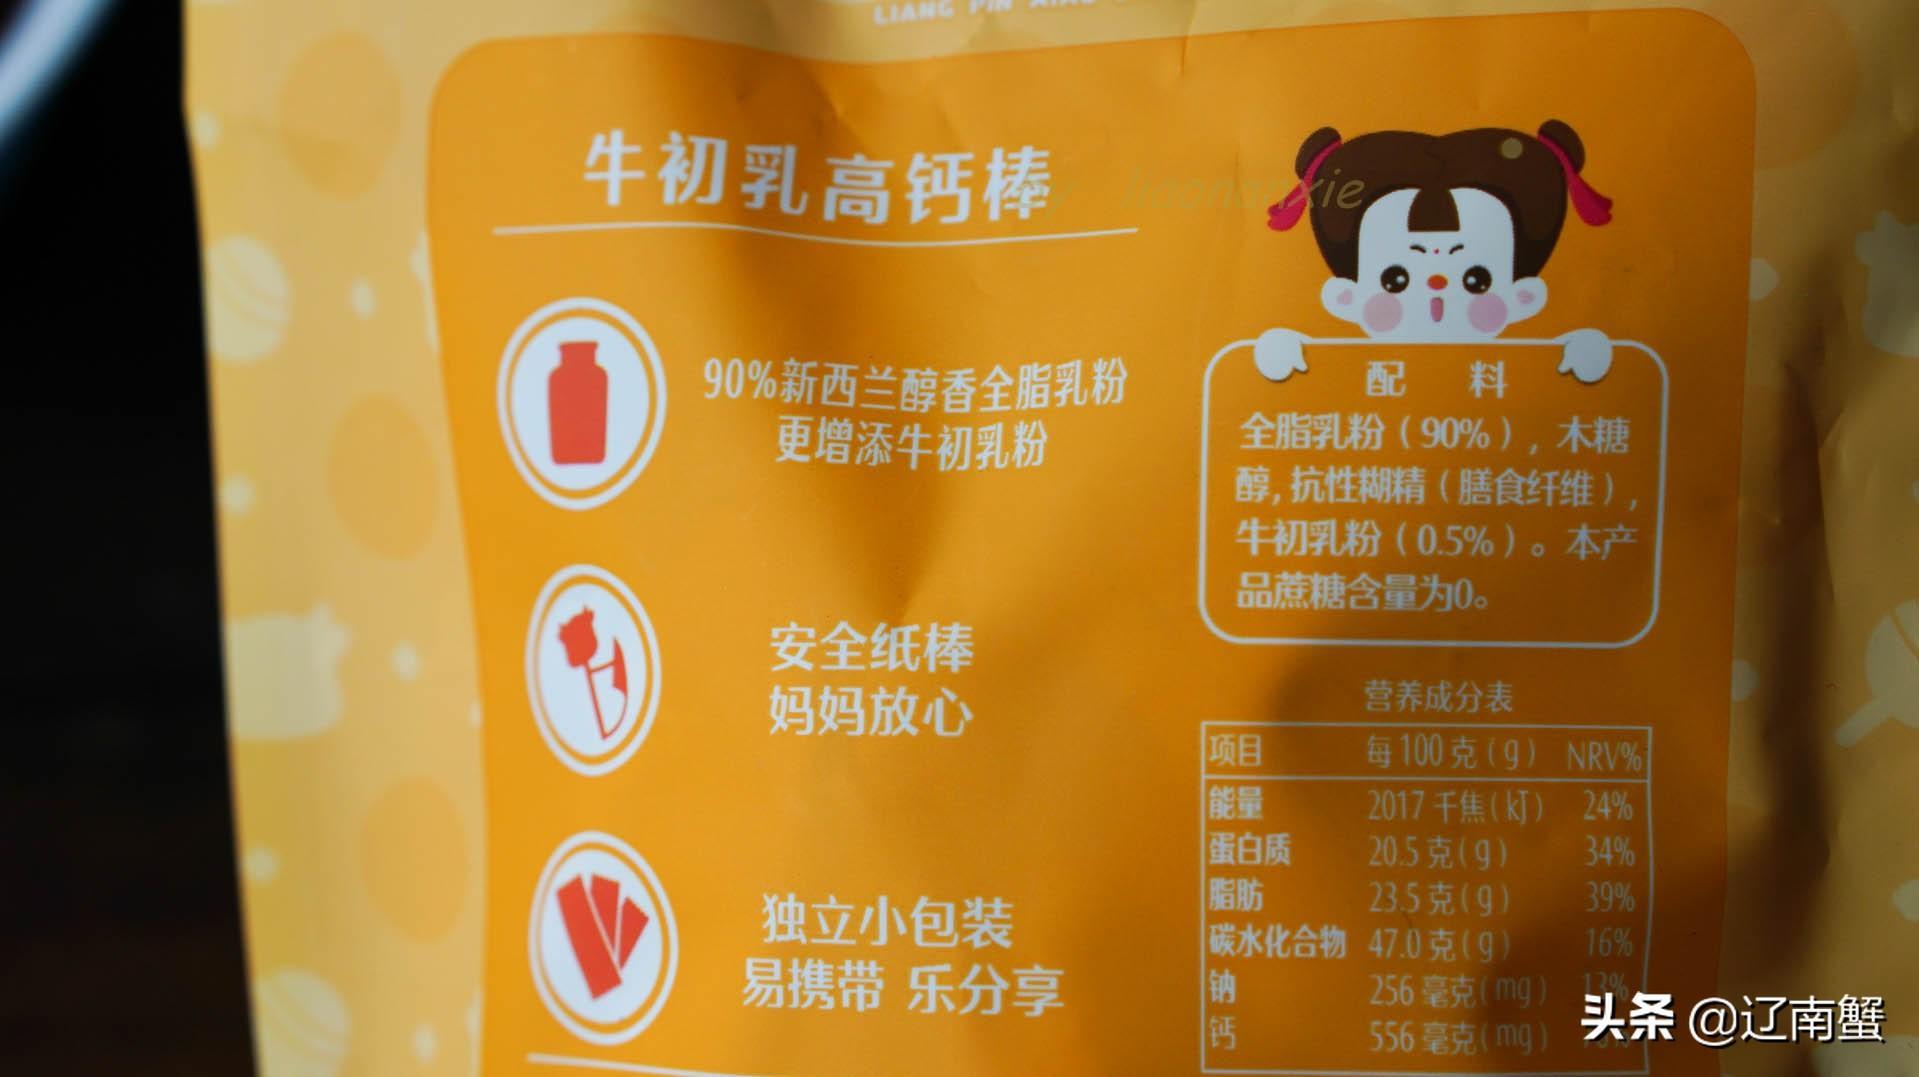 LIANG PIN XIAO
牛初乳高钙棒
by liaonanxie
90%新西兰醇香全脂乳粉
更增添牛初乳粉
安全纸棒
妈妈放心
独立小包装
易携带 乐分享
配 料
全脂乳粉（90%），木糖
醇，抗性糊精（膳食纤维），
牛初乳粉（0.5%）。本产
品蔗糖含量为0。
营养成分表
项目 每100克(g) NRV%
能量 2017千焦(kJ) 24%
蛋白质 20.5克(g) 34%
脂肪 23.5克(g) 39%
碳水化合物 47.0克(g) 16%
钠 256毫克(mg) 13%
钙 556毫克(mg)
头条 @辽南蟹